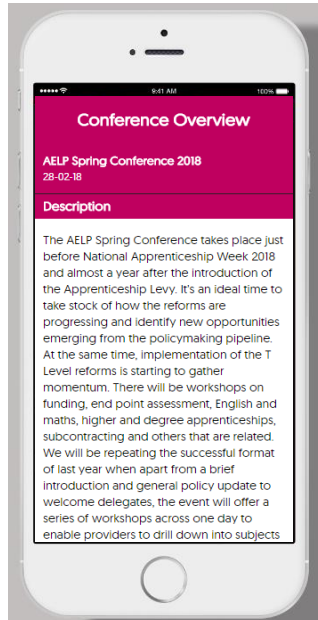 9:41 AM 100%
Conference Overview
AELP Spring Conference 2018
28-02-18
Description
The AELP Spring Conference takes place just
before National Apprenticeship Week 2018
and almost a year after the introduction of
the Apprenticeship Levy. It's an ideal time to
take stock of how the reforms are
progressing and identify new opportunities
emerging from the policymaking pipeline.
At the same time, implementation of the T
Level reforms is starting to gather
momentum. There will be workshops on
funding, end point assessment, English and
maths, higher and degree apprenticeships,
subcontracting and others that are related.
We will be repeating the successful format
of last year when apart from a brief
introduction and general policy update to
welcome delegates, the event will offer a
series of workshops across one day to
enable providers to drill down into subjects